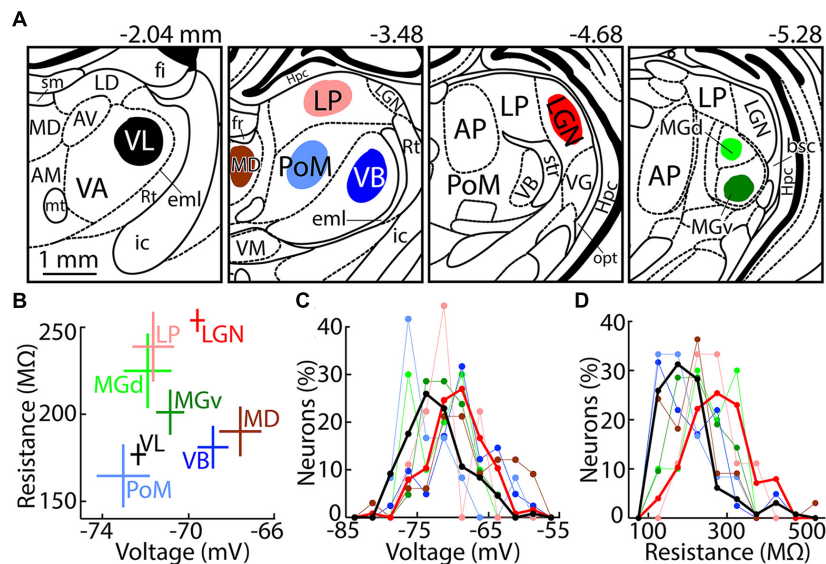 A
-2.04 mm
-3.48
-4.68
-5.28
sm
LD
fi
MD
AV
VL
AM
VA
mt
Rt
eml
ic
1 mm
Hpc
LP
LGN
fr
MD
PoM
VB
Rt
eml
VM
ic
LP
LGN
AP
PoM
VB
str
VG
Hpc
opt
LP
MGd
LGN
bsc
AP
Hpc
MGv
B
Resistance (MΩ)
250
200
150
LP
LGN
MGd
MGv
MD
VL
VB
PoM
-74
-70
-66
Voltage (mV)
C
Neurons (%)
40
30
20
10
0
-85
-75
-65
-55
Voltage (mV)
D
Neurons (%)
40
30
20
10
0
100
300
500
Resistance (MΩ)